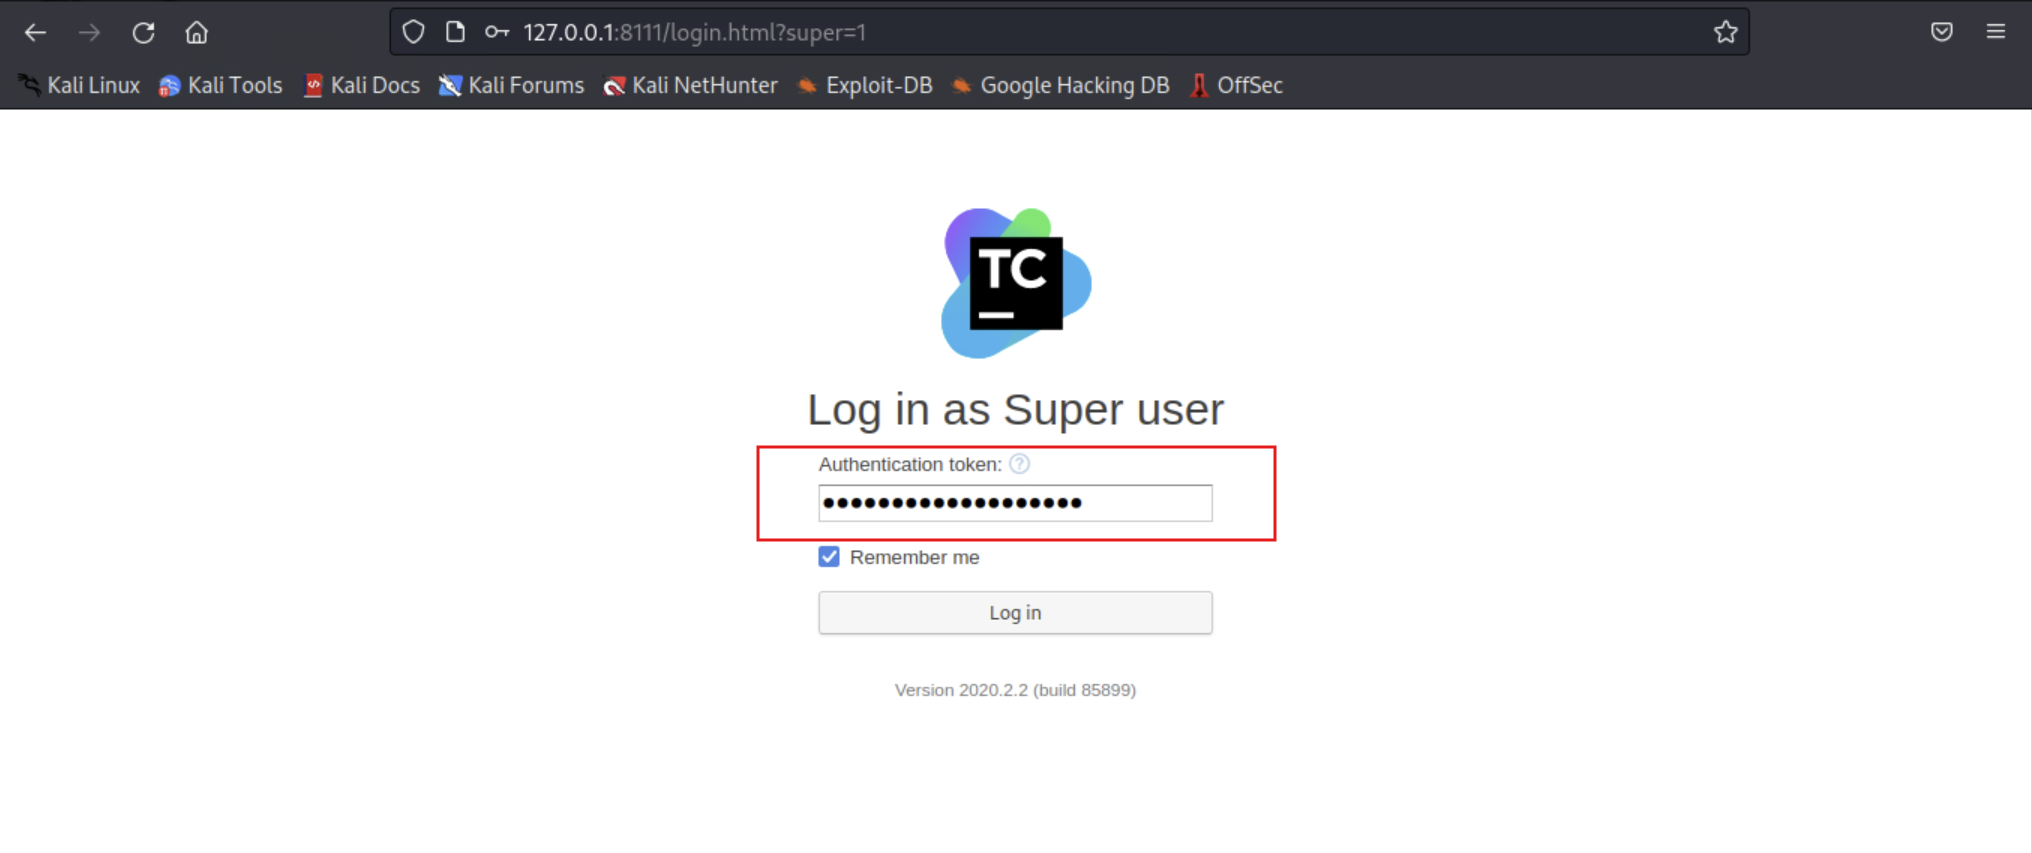 127.0.0.1:8111/login.html?super=1
Kali Linux Kali Tools Kali Docs Kali Forums Kali NetHunter Exploit-DB Google Hacking DB OffSec
TC
Log in as Super user
Authentication token: ?
Remember me
Log in
Version 2020.2.2 (build 85899)